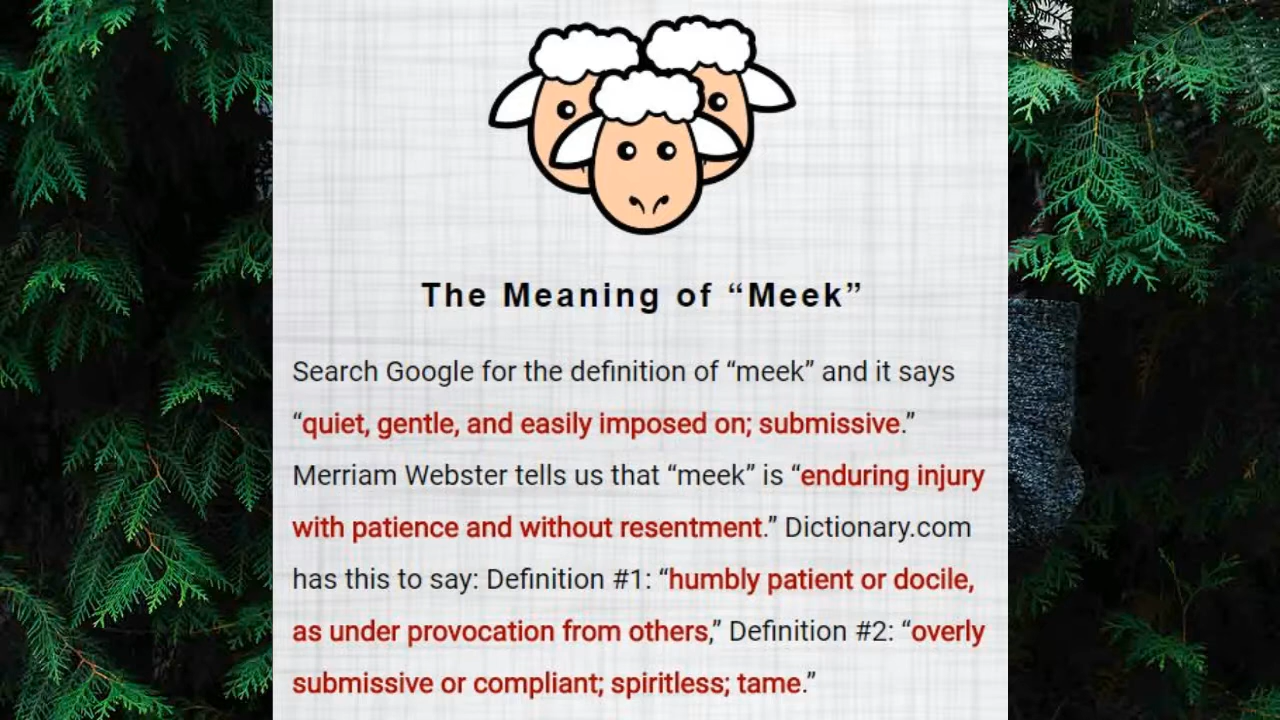 The Meaning of “Meek”
Search Google for the definition of “meek” and it says
“quiet, gentle, and easily imposed on; submissive.”
Merriam Webster tells us that “meek” is “enduring injury
with patience and without resentment.” Dictionary.com
has this to say: Definition #1: “humbly patient or docile,
as under provocation from others,” Definition #2: “overly
submissive or compliant; spiritless; tame.”